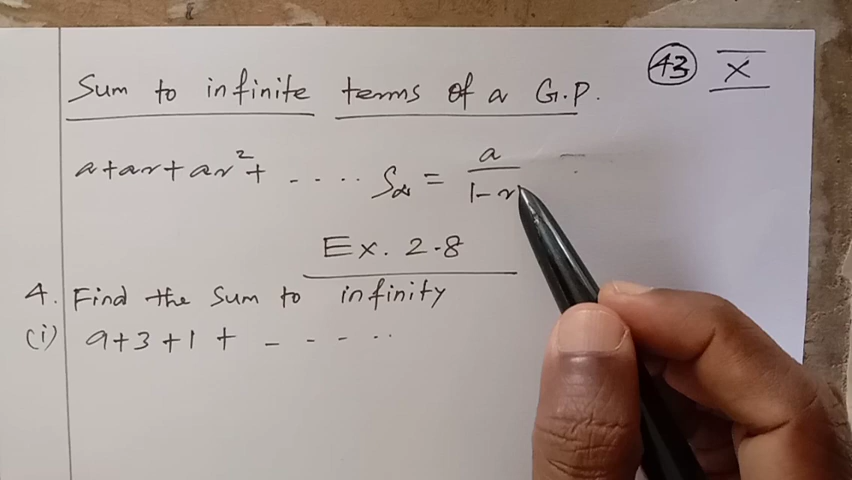 43 X
Sum to infinite terms of a G.P.
a + ar + ar² + .... S∞ = a/1-r
Ex. 2.8
4. Find the sum to infinity
(i) 9+3+1+ - - - ..